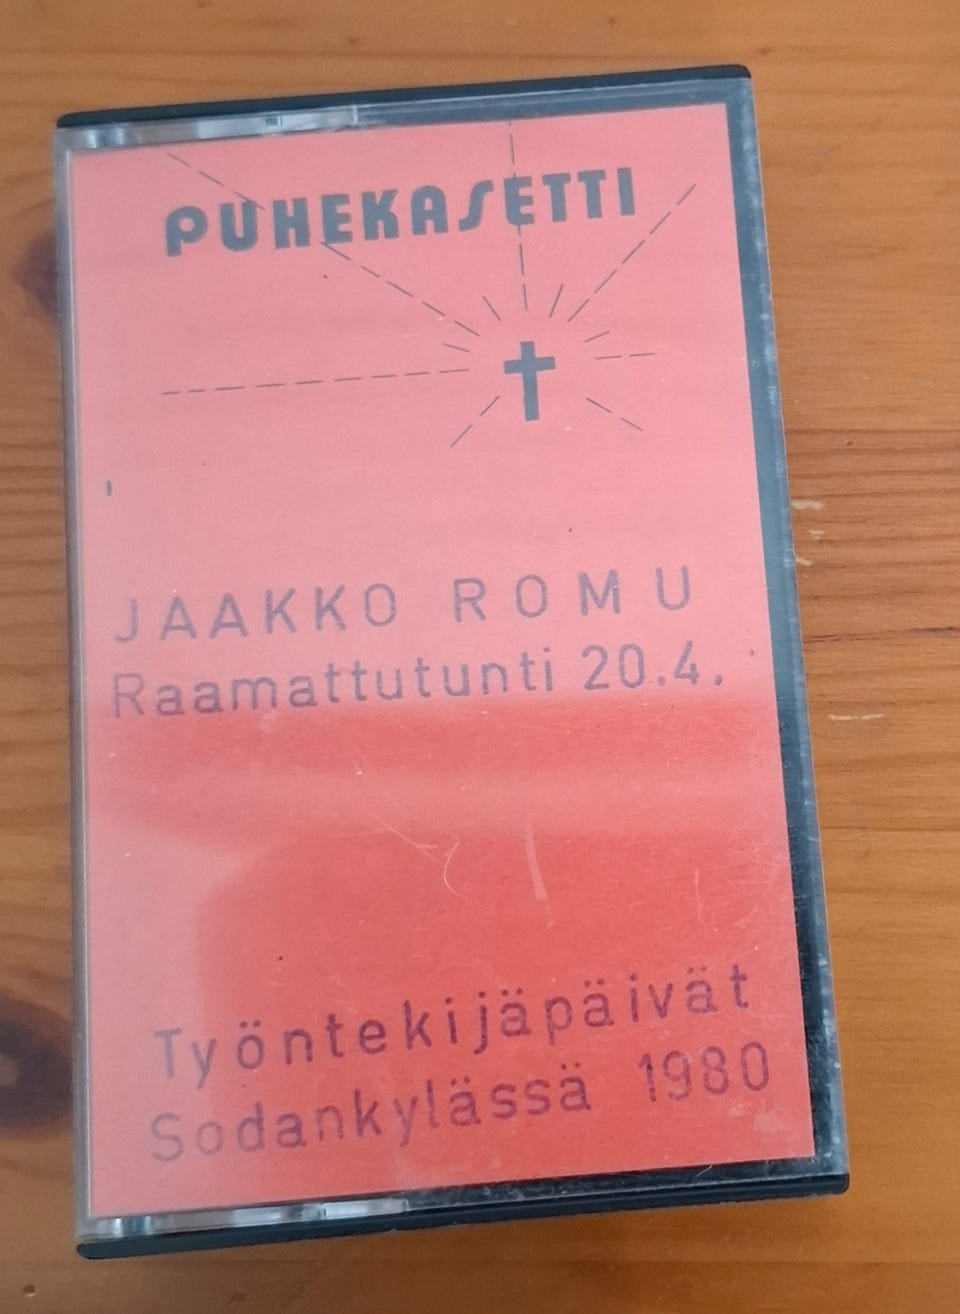 PUHEKASETTI
JAAKKO ROMU
Raamattutunti 20.4.
Työntekijäpäivät
Sodankylässä 1980